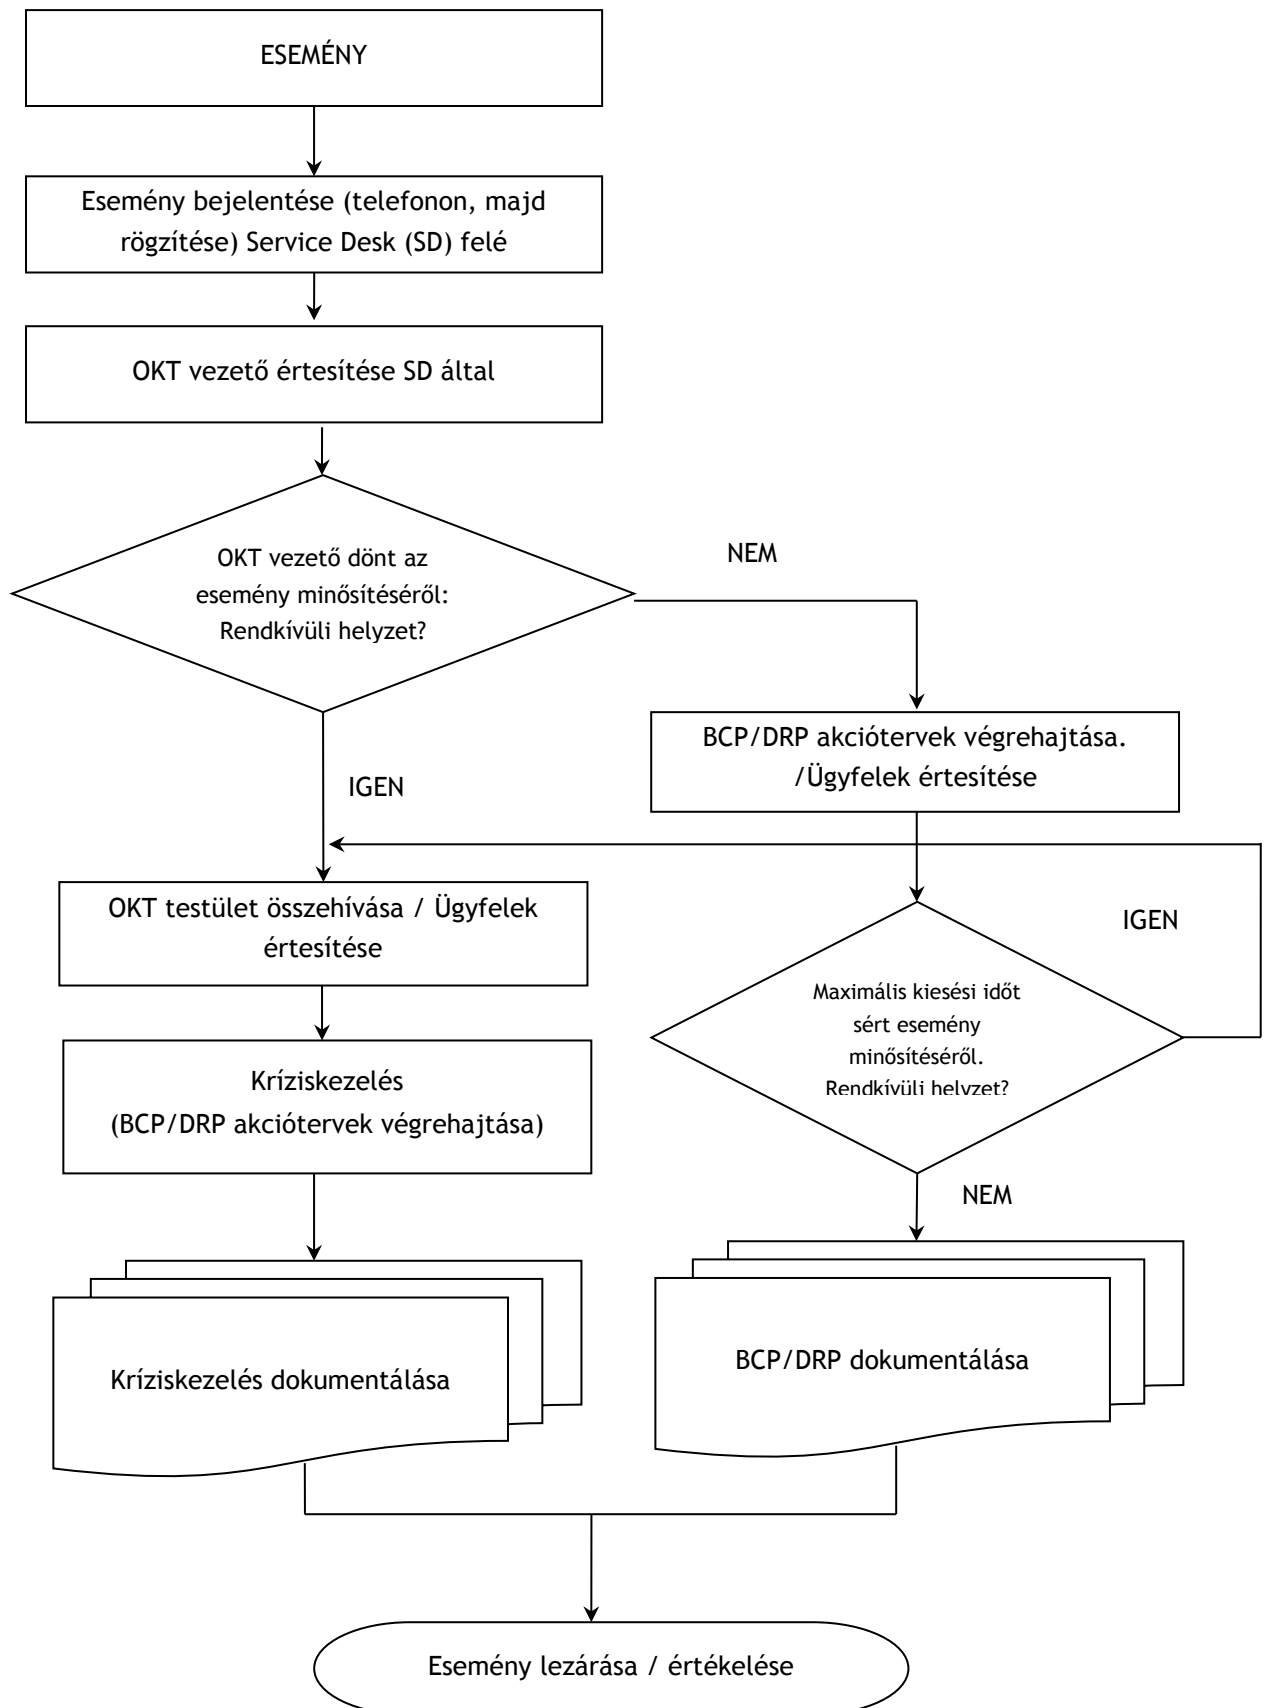 ESEMÉNY
Esemény bejelentése (telefonon, majd
rögzítése) Service Desk (SD) felé
OKT vezető értesítése SD által
OKT vezető dönt az
esemény minősítéséről:
Rendkívüli helyzet?
NEM
BCP/DRP akciótervek végrehajtása.
/Ügyfelek értesítése
IGEN
OKT testület összehívása / Ügyfelek
értesítése
IGEN
Maximális kiesési időt
sért esemény
minősítéséről.
Rendkívüli helyzet?
Kríziskezelés
(BCP/DRP akciótervek végrehajtása)
NEM
Kríziskezelés dokumentálása
BCP/DRP dokumentálása
Esemény lezárása / értékelése